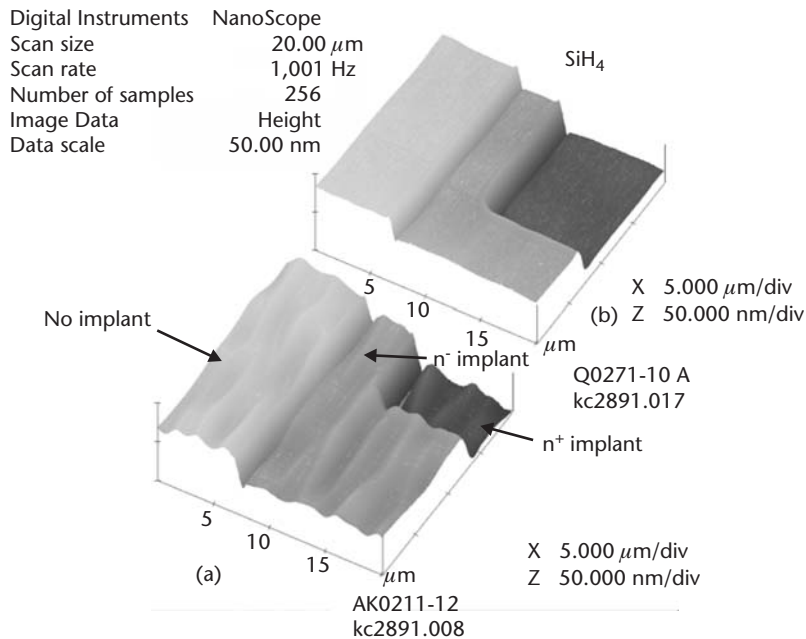 Digital Instruments NanoScope
Scan size 20.00 μm
Scan rate 1,001 Hz
Number of samples 256
Image Data Height
Data scale 50.00 nm
SiH₄
5
10
15
μm
(b)
X 5.000 μm/div
Z 50.000 nm/div
Q0271-10 A
kc2891.017
No implant
n⁻ implant
n⁺ implant
5
10
15
μm
(a)
X 5.000 μm/div
Z 50.000 nm/div
AK0211-12
kc2891.008